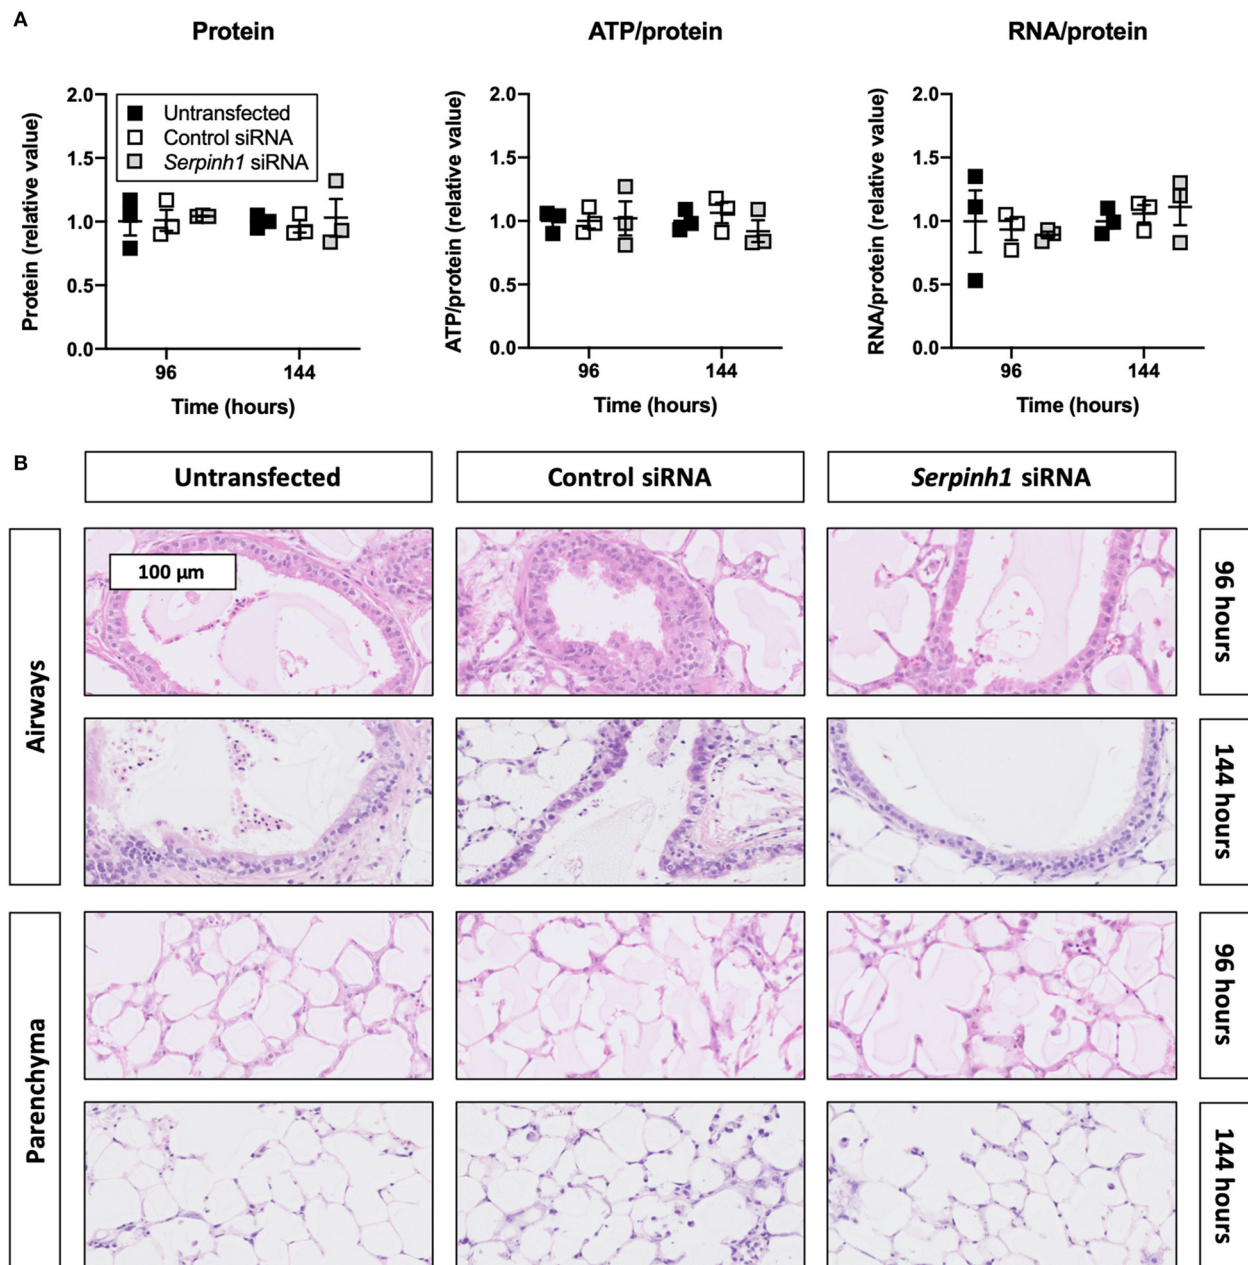 A
Protein
ATP/protein
RNA/protein
Protein (relative value)
2.0
1.5
1.0
0.5
0.0
Untransfected
Control siRNA
Serpinh1 siRNA
96
144
Time (hours)
ATP/protein (relative value)
2.0
1.5
1.0
0.5
0.0
96
144
Time (hours)
RNA/protein (relative value)
2.0
1.5
1.0
0.5
0.0
96
144
Time (hours)
B
Untransfected
Control siRNA
Serpinh1 siRNA
Airways
100 µm
96 hours
144 hours
Parenchyma
96 hours
144 hours